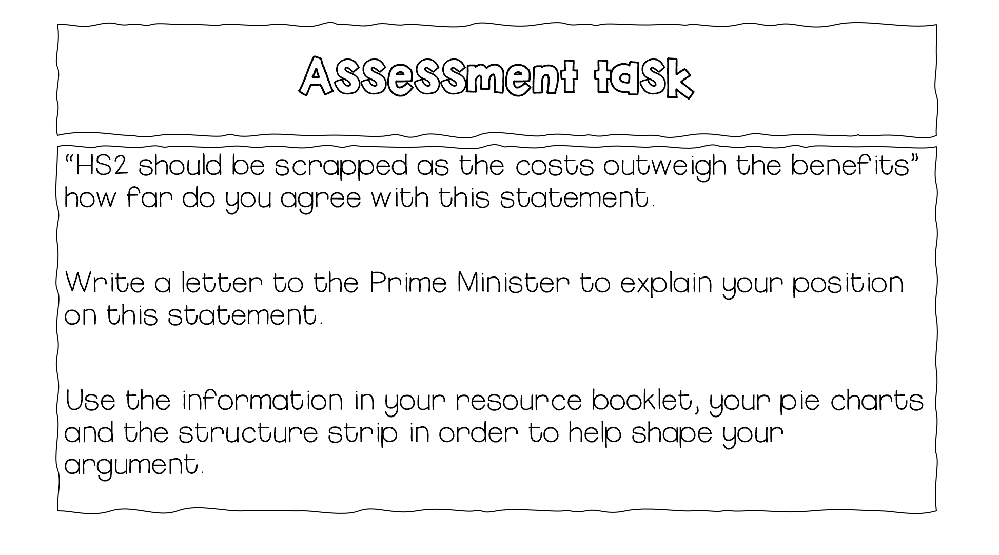 Assessment task
“HS2 should be scrapped as the costs outweigh the benefits”
how far do you agree with this statement.
Write a letter to the Prime Minister to explain your position
on this statement.
Use the information in your resource booklet, your pie charts
and the structure strip in order to help shape your
argument.